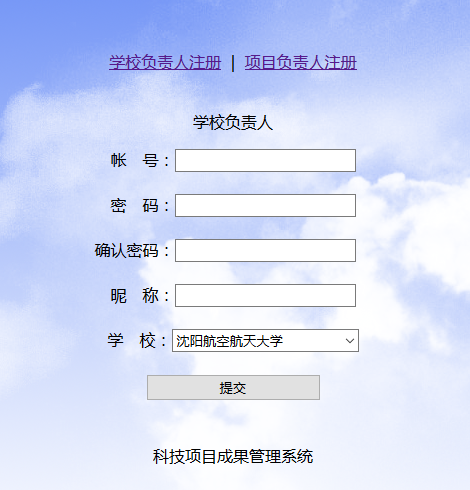 学校负责人注册 | 项目负责人注册
学校负责人
帐 号：
密 码：
确认密码：
昵 称：
学 校：沈阳航空航天大学
提交
科技项目成果管理系统